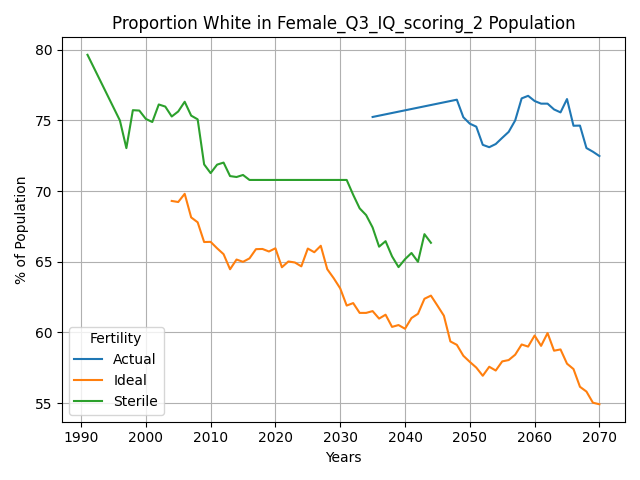 Proportion White in Female_Q3_IQ_scoring_2 Population
% of Population
80
75
70
65
60
55
Fertility
Actual
Ideal
Sterile
1990 2000 2010 2020 2030 2040 2050 2060 2070
Years